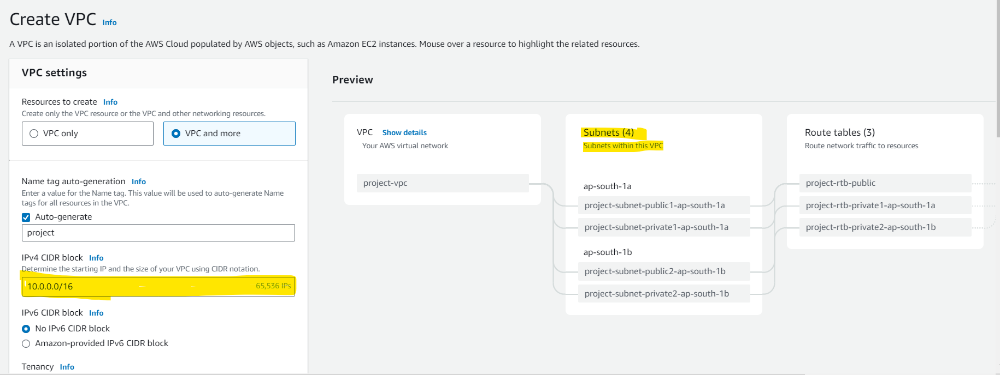 Create VPC Info
A VPC is an isolated portion of the AWS Cloud populated by AWS objects, such as Amazon EC2 instances. Mouse over a resource to highlight the related resources.
VPC settings
Resources to create Info
Create only the VPC resource or the VPC and other networking resources.
VPC only
VPC and more
Name tag auto-generation Info
Enter a value for the Name tag. This value will be used to auto-generate Name
tags for all resources in the VPC.
Auto-generate
project
IPv4 CIDR block Info
Determine the starting IP and the size of your VPC using CIDR notation.
10.0.0.0/16 65,536 IPs
IPv6 CIDR block Info
No IPv6 CIDR block
Amazon-provided IPv6 CIDR block
Tenancy Info
Preview
VPC Show details
Your AWS virtual network
project-vpc
Subnets (4)
Subnets within this VPC
ap-south-1a
project-subnet-public1-ap-south-1a
project-subnet-private1-ap-south-1a
ap-south-1b
project-subnet-public2-ap-south-1b
project-subnet-private2-ap-south-1b
Route tables (3)
Route network traffic to resources
project-rtb-public
project-rtb-private1-ap-south-1a
project-rtb-private2-ap-south-1b